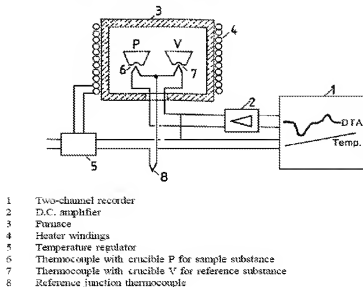 3
P
V
4
6
7
2
1
DTA
Temp.
5
8
1 Two-channel recorder
2 D.C. amplifier
3 Furnace
4 Heater windings
5 Temperature regulator
6 Thermocouple with crucible P for sample substance
7 Thermocouple with crucible V for reference substance
8 Reference junction thermocouple